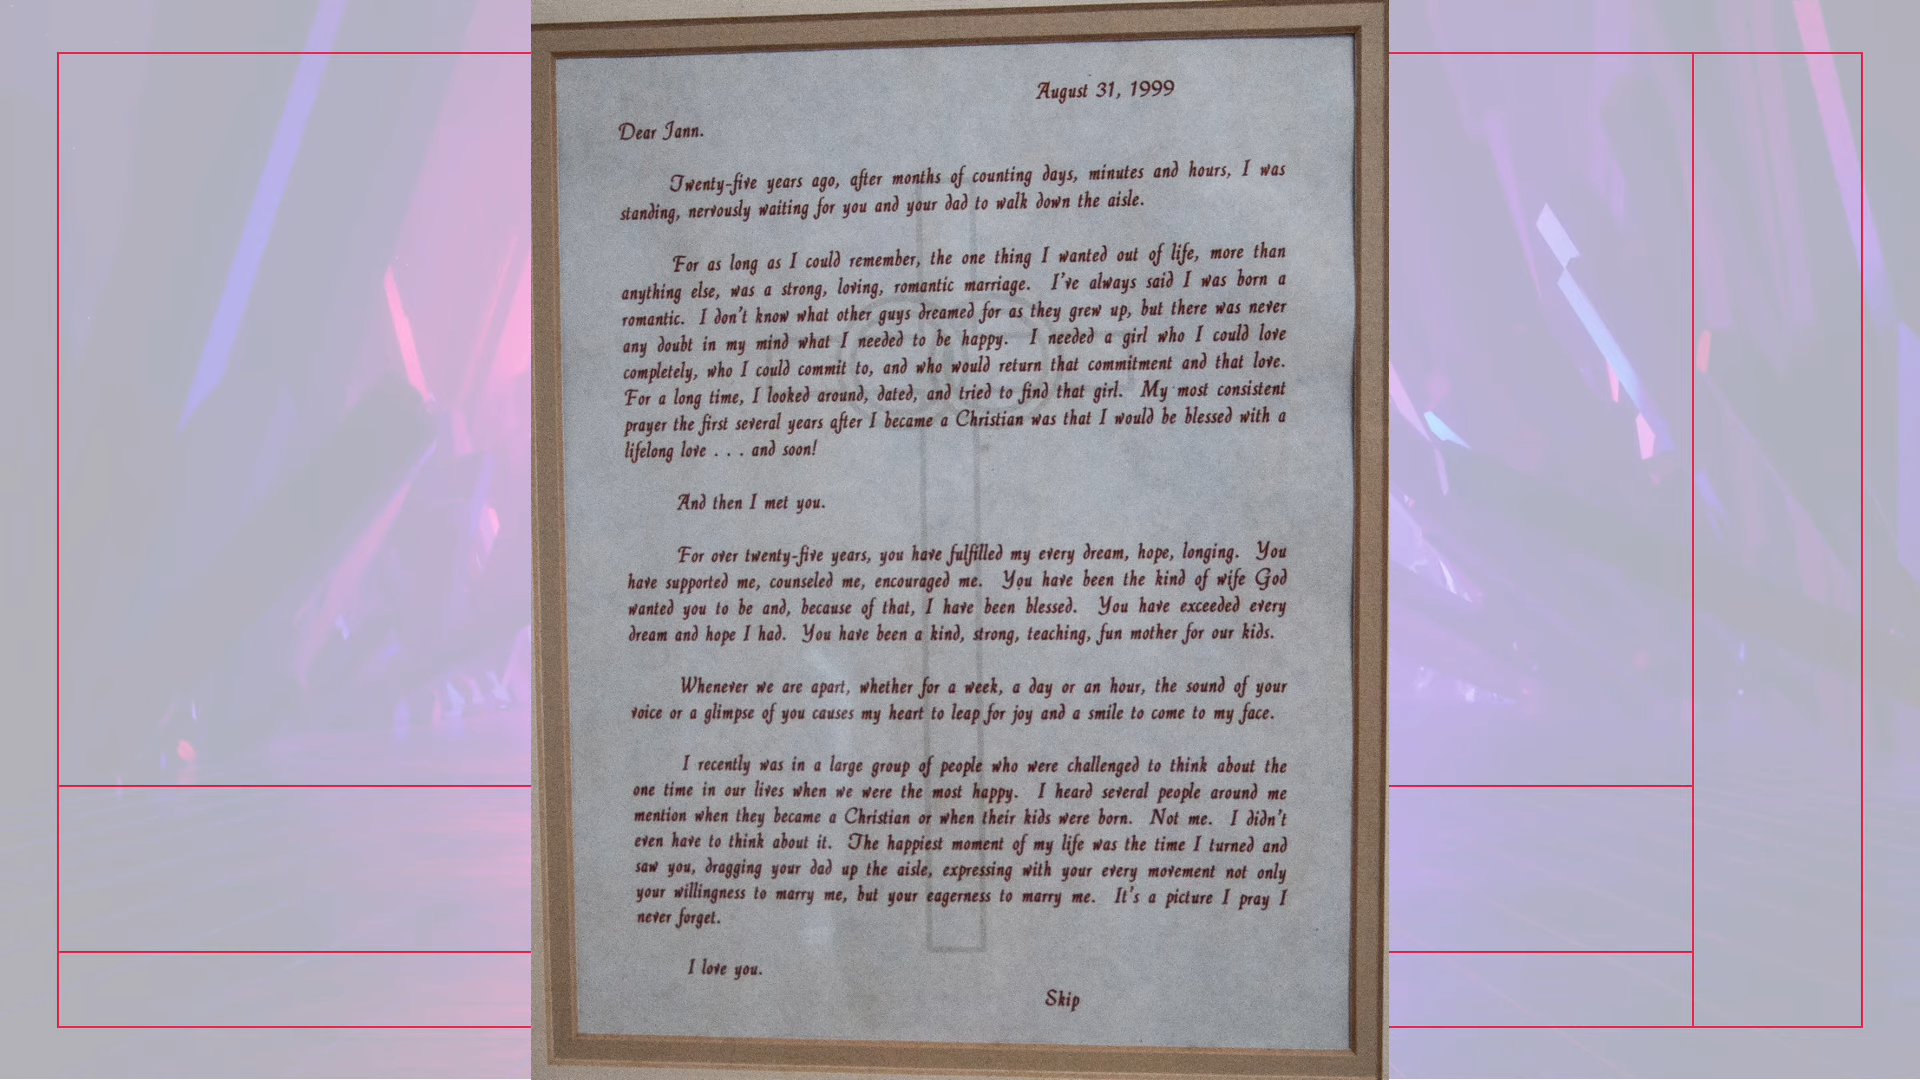 August 31, 1999
Dear Jann.
Twenty-five years ago, after months of counting days, minutes and hours, I was
standing, nervously waiting for you and your dad to walk down the aisle.
For as long as I could remember, the one thing I wanted out of life, more than
anything else, was a strong, loving, romantic marriage. I've always said I was born a
romantic. I don't know what other guys dreamed for as they grew up, but there was never
any doubt in my mind what I needed to be happy. I needed a girl who I could love
completely, who I could commit to, and who would return that commitment and that love.
For a long time, I looked around, dated, and tried to find that girl. My most consistent
prayer the first several years after I became a Christian was that I would be blessed with a
lifelong love . . . and soon!
And then I met you.
For over twenty-five years, you have fulfilled my every dream, hope, longing. You
have supported me, counseled me, encouraged me. You have been the kind of wife God
wanted you to be and, because of that, I have been blessed. You have exceeded every
dream and hope I had. You have been a kind, strong, teaching, fun mother for our kids.
Whenever we are apart, whether for a week, a day or an hour, the sound of your
voice or a glimpse of you causes my heart to leap for joy and a smile to come to my face.
I recently was in a large group of people who were challenged to think about the
one time in our lives when we were the most happy. I heard several people around me
mention when they became a Christian or when their kids were born. Not me. I didn't
even have to think about it. The happiest moment of my life was the time I turned and
saw you, dragging your dad up the aisle, expressing with your every movement not only
your willingness to marry me, but your eagerness to marry me. It's a picture I pray I
never forget.
I love you.
Skip